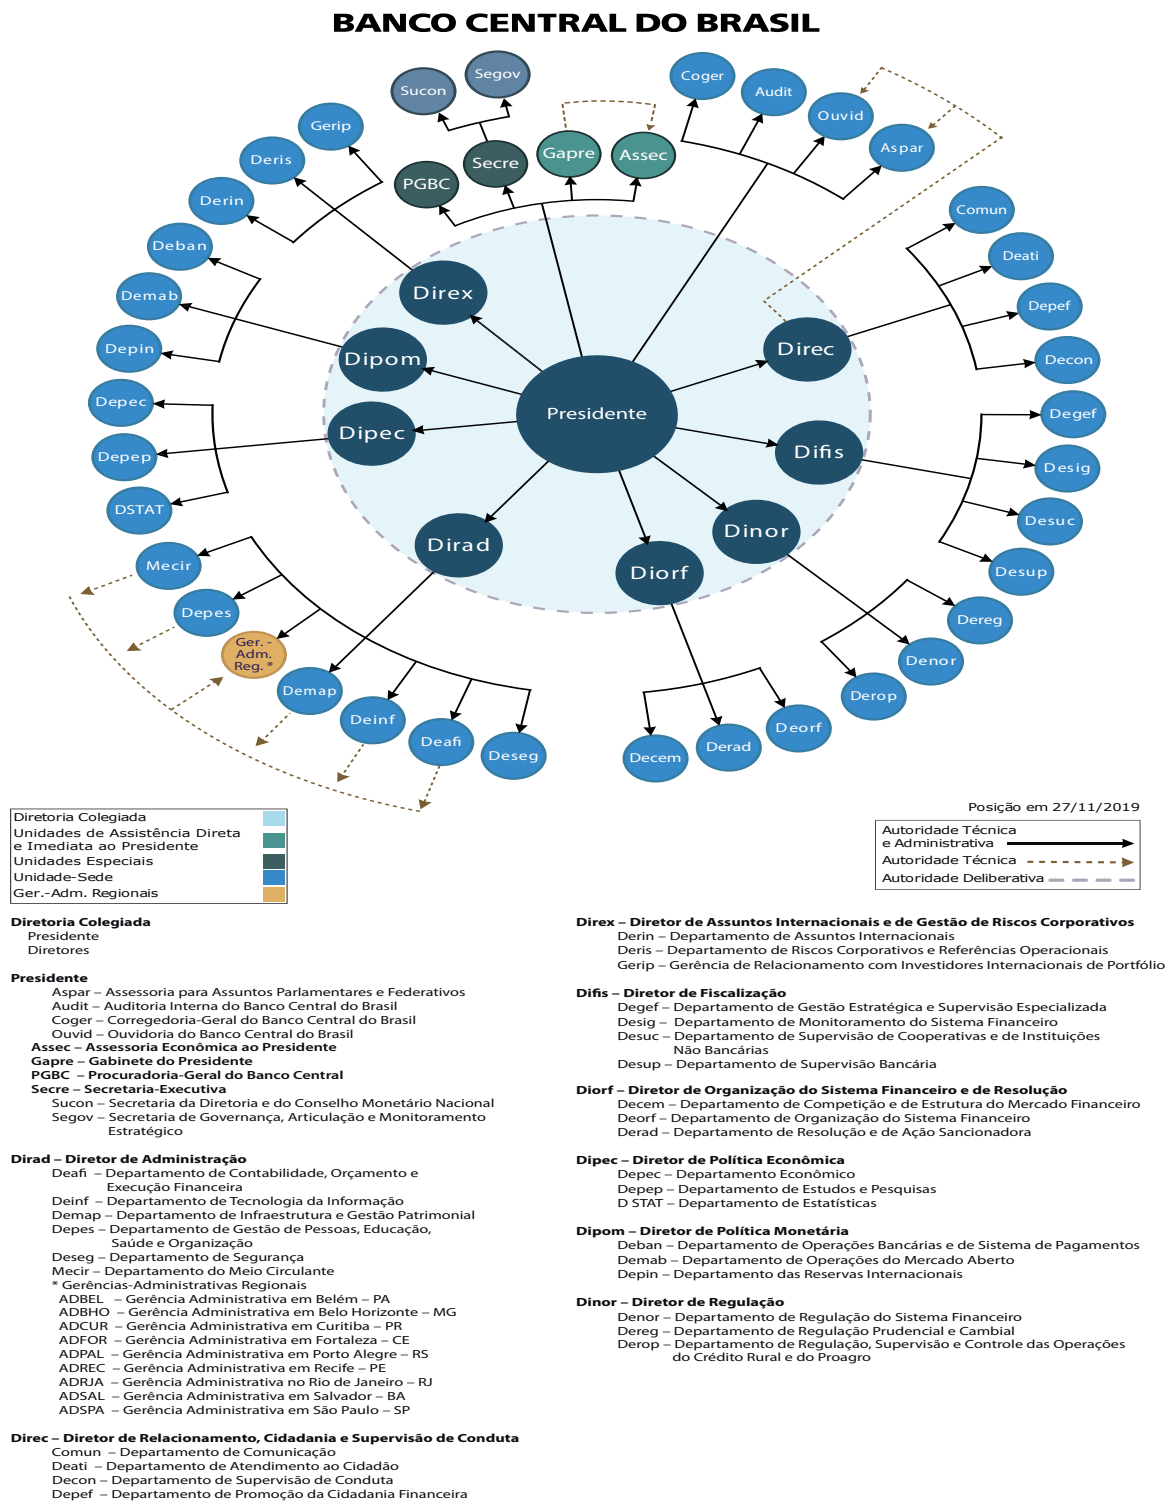 BANCO CENTRAL DO BRASIL
Segov
Sucon
Coger
Audit
Ouvid
Aspar
Gerip
Deris
Derin
PGBC
Secre
Gapre
Assec
Deban
Demab
Depin
Depec
Depep
DSTAT
Comun
Deati
Depef
Decon
Degef
Desig
Desuc
Desup
Direx
Dipom
Dipec
Dirad
Presidente
Direc
Difis
Dinor
Diorf
Mecir
Depes
Ger. -
Adm.
Reg. *
Demap
Deinf
Deafi
Deseg
Decem
Derad
Deorf
Derop
Denor
Dereg
Diretoria Colegiada
Unidades de Assistência Direta
e Imediata ao Presidente
Unidades Especiais
Unidade-Sede
Ger.-Adm. Regionais
Posição em 27/11/2019
Autoridade Técnica
e Administrativa
Autoridade Técnica
Autoridade Deliberativa
Diretoria Colegiada
Presidente
Diretores
Presidente
Aspar – Assessoria para Assuntos Parlamentares e Federativos
Audit – Auditoria Interna do Banco Central do Brasil
Coger – Corregedoria-Geral do Banco Central do Brasil
Ouvid – Ouvidoria do Banco Central do Brasil
Assec – Assessoria Econômica ao Presidente
Gapre – Gabinete do Presidente
PGBC – Procuradoria-Geral do Banco Central
Secre – Secretaria-Executiva
Sucon – Secretaria da Diretoria e do Conselho Monetário Nacional
Segov – Secretaria de Governança, Articulação e Monitoramento
Estratégico
Dirad – Diretor de Administração
Deafi – Departamento de Contabilidade, Orçamento e
Execução Financeira
Deinf – Departamento de Tecnologia da Informação
Demap – Departamento de Infraestrutura e Gestão Patrimonial
Depes – Departamento de Gestão de Pessoas, Educação,
Saúde e Organização
Deseg – Departamento de Segurança
Mecir – Departamento do Meio Circulante
* Gerências-Administrativas Regionais
ADBEL – Gerência Administrativa em Belém – PA
ADBHO – Gerência Administrativa em Belo Horizonte – MG
ADCUR – Gerência Administrativa em Curitiba – PR
ADFOR – Gerência Administrativa em Fortaleza – CE
ADPAL – Gerência Administrativa em Porto Alegre – RS
ADREC – Gerência Administrativa em Recife – PE
ADRJA – Gerência Administrativa no Rio de Janeiro – RJ
ADSAL – Gerência Administrativa em Salvador – BA
ADSPA – Gerência Administrativa em São Paulo – SP
Direc – Diretor de Relacionamento, Cidadania e Supervisão de Conduta
Comun – Departamento de Comunicação
Deati – Departamento de Atendimento ao Cidadão
Decon – Departamento de Supervisão de Conduta
Depef – Departamento de Promoção da Cidadania Financeira
Direx – Diretor de Assuntos Internacionais e de Gestão de Riscos Corporativos
Derin – Departamento de Assuntos Internacionais
Deris – Departamento de Riscos Corporativos e Referências Operacionais
Gerip – Gerência de Relacionamento com Investidores Internacionais de Portfólio
Difis – Diretor de Fiscalização
Degef – Departamento de Gestão Estratégica e Supervisão Especializada
Desig – Departamento de Monitoramento do Sistema Financeiro
Desuc – Departamento de Supervisão de Cooperativas e de Instituições
Não Bancárias
Desup – Departamento de Supervisão Bancária
Diorf – Diretor de Organização do Sistema Financeiro e de Resolução
Decem – Departamento de Competição e de Estrutura do Mercado Financeiro
Deorf – Departamento de Organização do Sistema Financeiro
Derad – Departamento de Resolução e de Ação Sancionadora
Dipec – Diretor de Política Econômica
Depec – Departamento Econômico
Depep – Departamento de Estudos e Pesquisas
D STAT – Departamento de Estatísticas
Dipom – Diretor de Política Monetária
Deban – Departamento de Operações Bancárias e de Sistema de Pagamentos
Demab – Departamento de Operações do Mercado Aberto
Depin – Departamento das Reservas Internacionais
Dinor – Diretor de Regulação
Denor – Departamento de Regulação do Sistema Financeiro
Dereg – Departamento de Regulação Prudencial e Cambial
Derop – Departamento de Regulação, Supervisão e Controle das Operações
do Crédito Rural e do Proagro